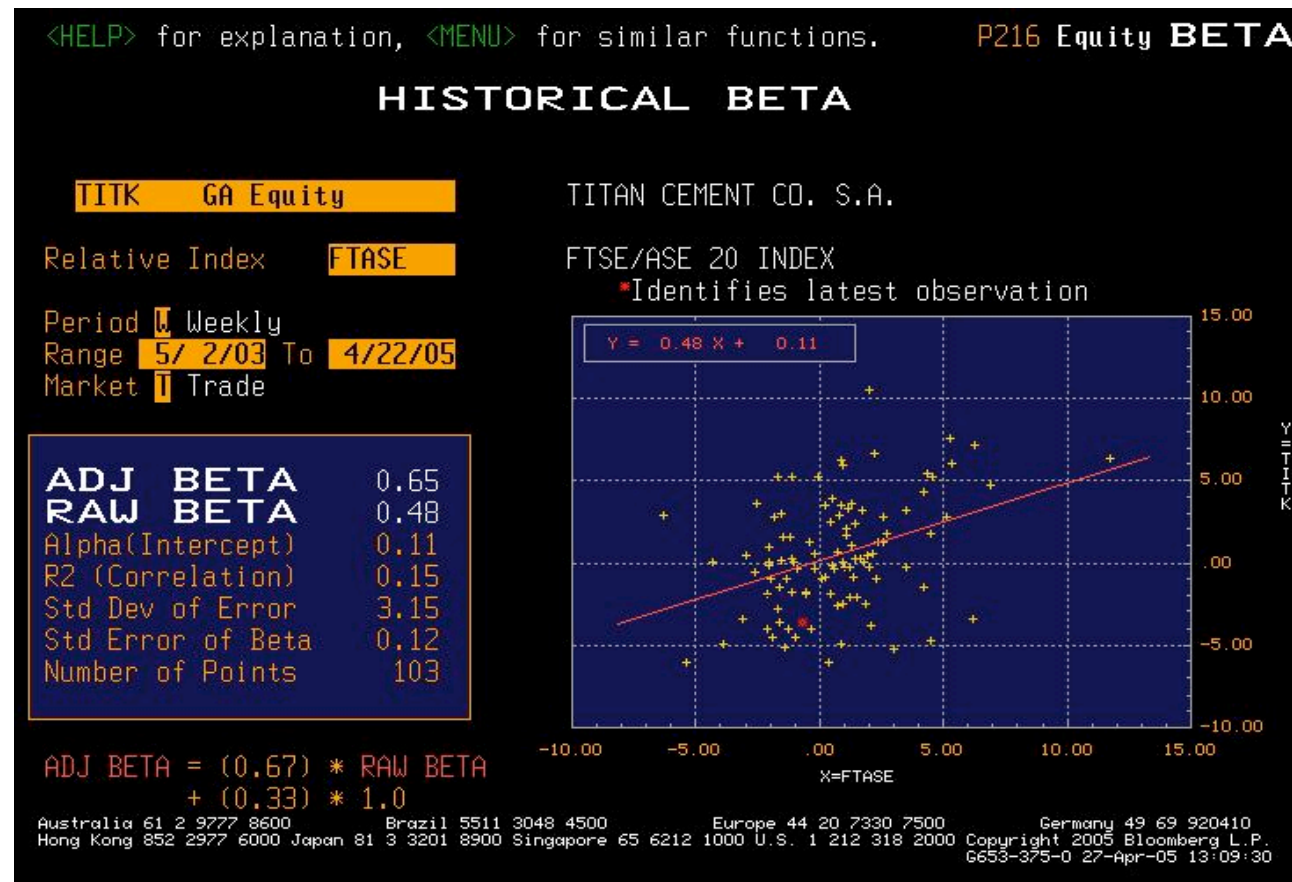 <HELP> for explanation, <MENU> for similar functions. P216 Equity BETA
HISTORICAL BETA
TITK GA Equity TITAN CEMENT CO. S.A.
Relative Index FTASE FTSE/ASE 20 INDEX
*Identifies latest observation
Period W Weekly
Range 5/ 2/03 To 4/22/05
Market T Trade
ADJ BETA 0.65
RAW BETA 0.48
Alpha(Intercept) 0.11
R2 (Correlation) 0.15
Std Dev of Error 3.15
Std Error of Beta 0.12
Number of Points 103
ADJ BETA = (0.67) * RAW BETA
+ (0.33) * 1.0
Y = 0.48 X + 0.11
15.00
10.00
5.00
.00
-5.00
-10.00
Y=TITK
-10.00 -5.00 .00 5.00 10.00 15.00
X=FTASE
Australia 61 2 9777 8600 Brazil 5511 3048 4500 Europe 44 20 7330 7500 Germany 49 69 920410
Hong Kong 852 2977 6000 Japan 81 3 3201 8900 Singapore 65 6212 1000 U.S. 1 212 318 2000 Copyright 2005 Bloomberg L.P.
G653-375-0 27-Apr-05 13:09:30